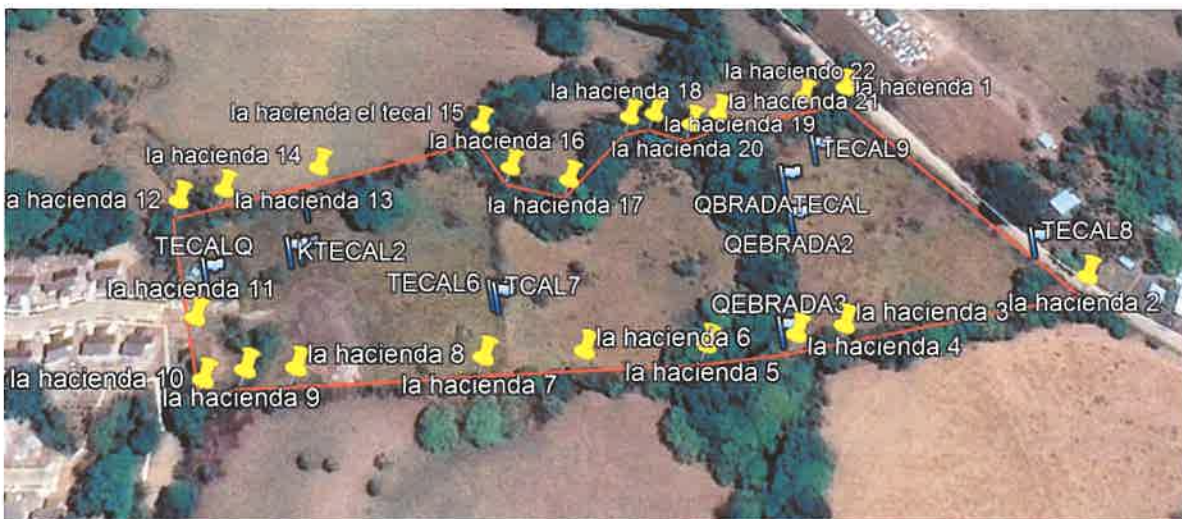 la haciendo 22
la hacienda 1
la hacienda 18
la hacienda 21
la hacienda el tecal 15
la hacienda 19
la hacienda 16
la hacienda 20
TECAL9
la hacienda 14
la hacienda 12
la hacienda 13
la hacienda 17
QBRADATECAL
TECAL8
QEBRADA2
TECALQ
KTECAL2
TECAL6
TCAL7
la hacienda 11
QEBRADA3
la hacienda 3
la hacienda 2
la hacienda 6
la hacienda 4
la hacienda 8
la hacienda 5
la hacienda 10
la hacienda 7
la hacienda 9